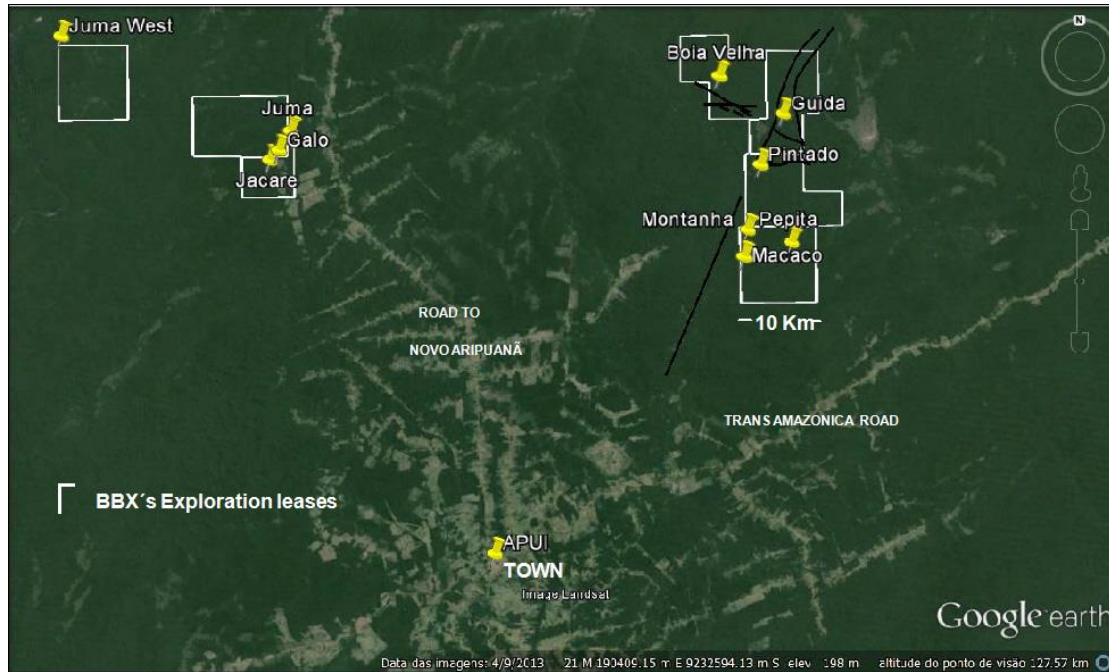 Juma West
N
Boia Velha
Juma
Guida
Galo
Pintado
Jacare
Montanha
Pepita
Macaco
10 Km
ROAD TO
NOVO ARIPUANÃ
TRANS AMAZONICA ROAD
BBX´s Exploration leases
APUI
TOWN
Image Landsat
Google earth
Data das imagens: 4/9/2013 21 M 190409.15 m E 9232594.13 m S elev 198 m altitude do ponto de visão 127.57 km